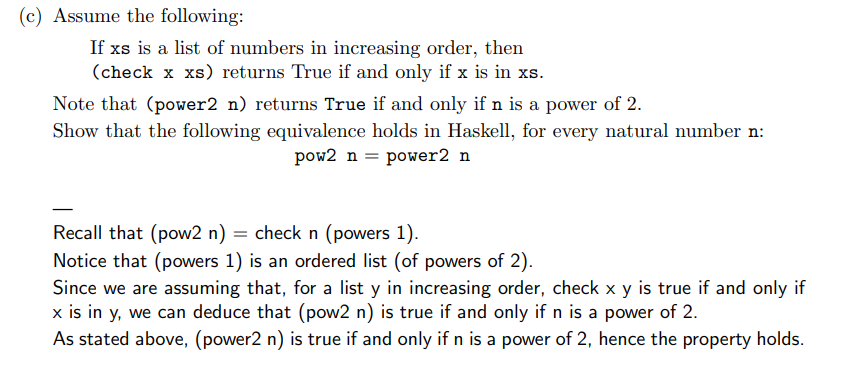 (c) Assume the following:
If xs is a list of numbers in increasing order, then
(check x xs) returns True if and only if x is in xs.
Note that (power2 n) returns True if and only if n is a power of 2.
Show that the following equivalence holds in Haskell, for every natural number n:
pow2 n = power2 n
—
Recall that (pow2 n) = check n (powers 1).
Notice that (powers 1) is an ordered list (of powers of 2).
Since we are assuming that, for a list y in increasing order, check x y is true if and only if
x is in y, we can deduce that (pow2 n) is true if and only if n is a power of 2.
As stated above, (power2 n) is true if and only if n is a power of 2, hence the property holds.